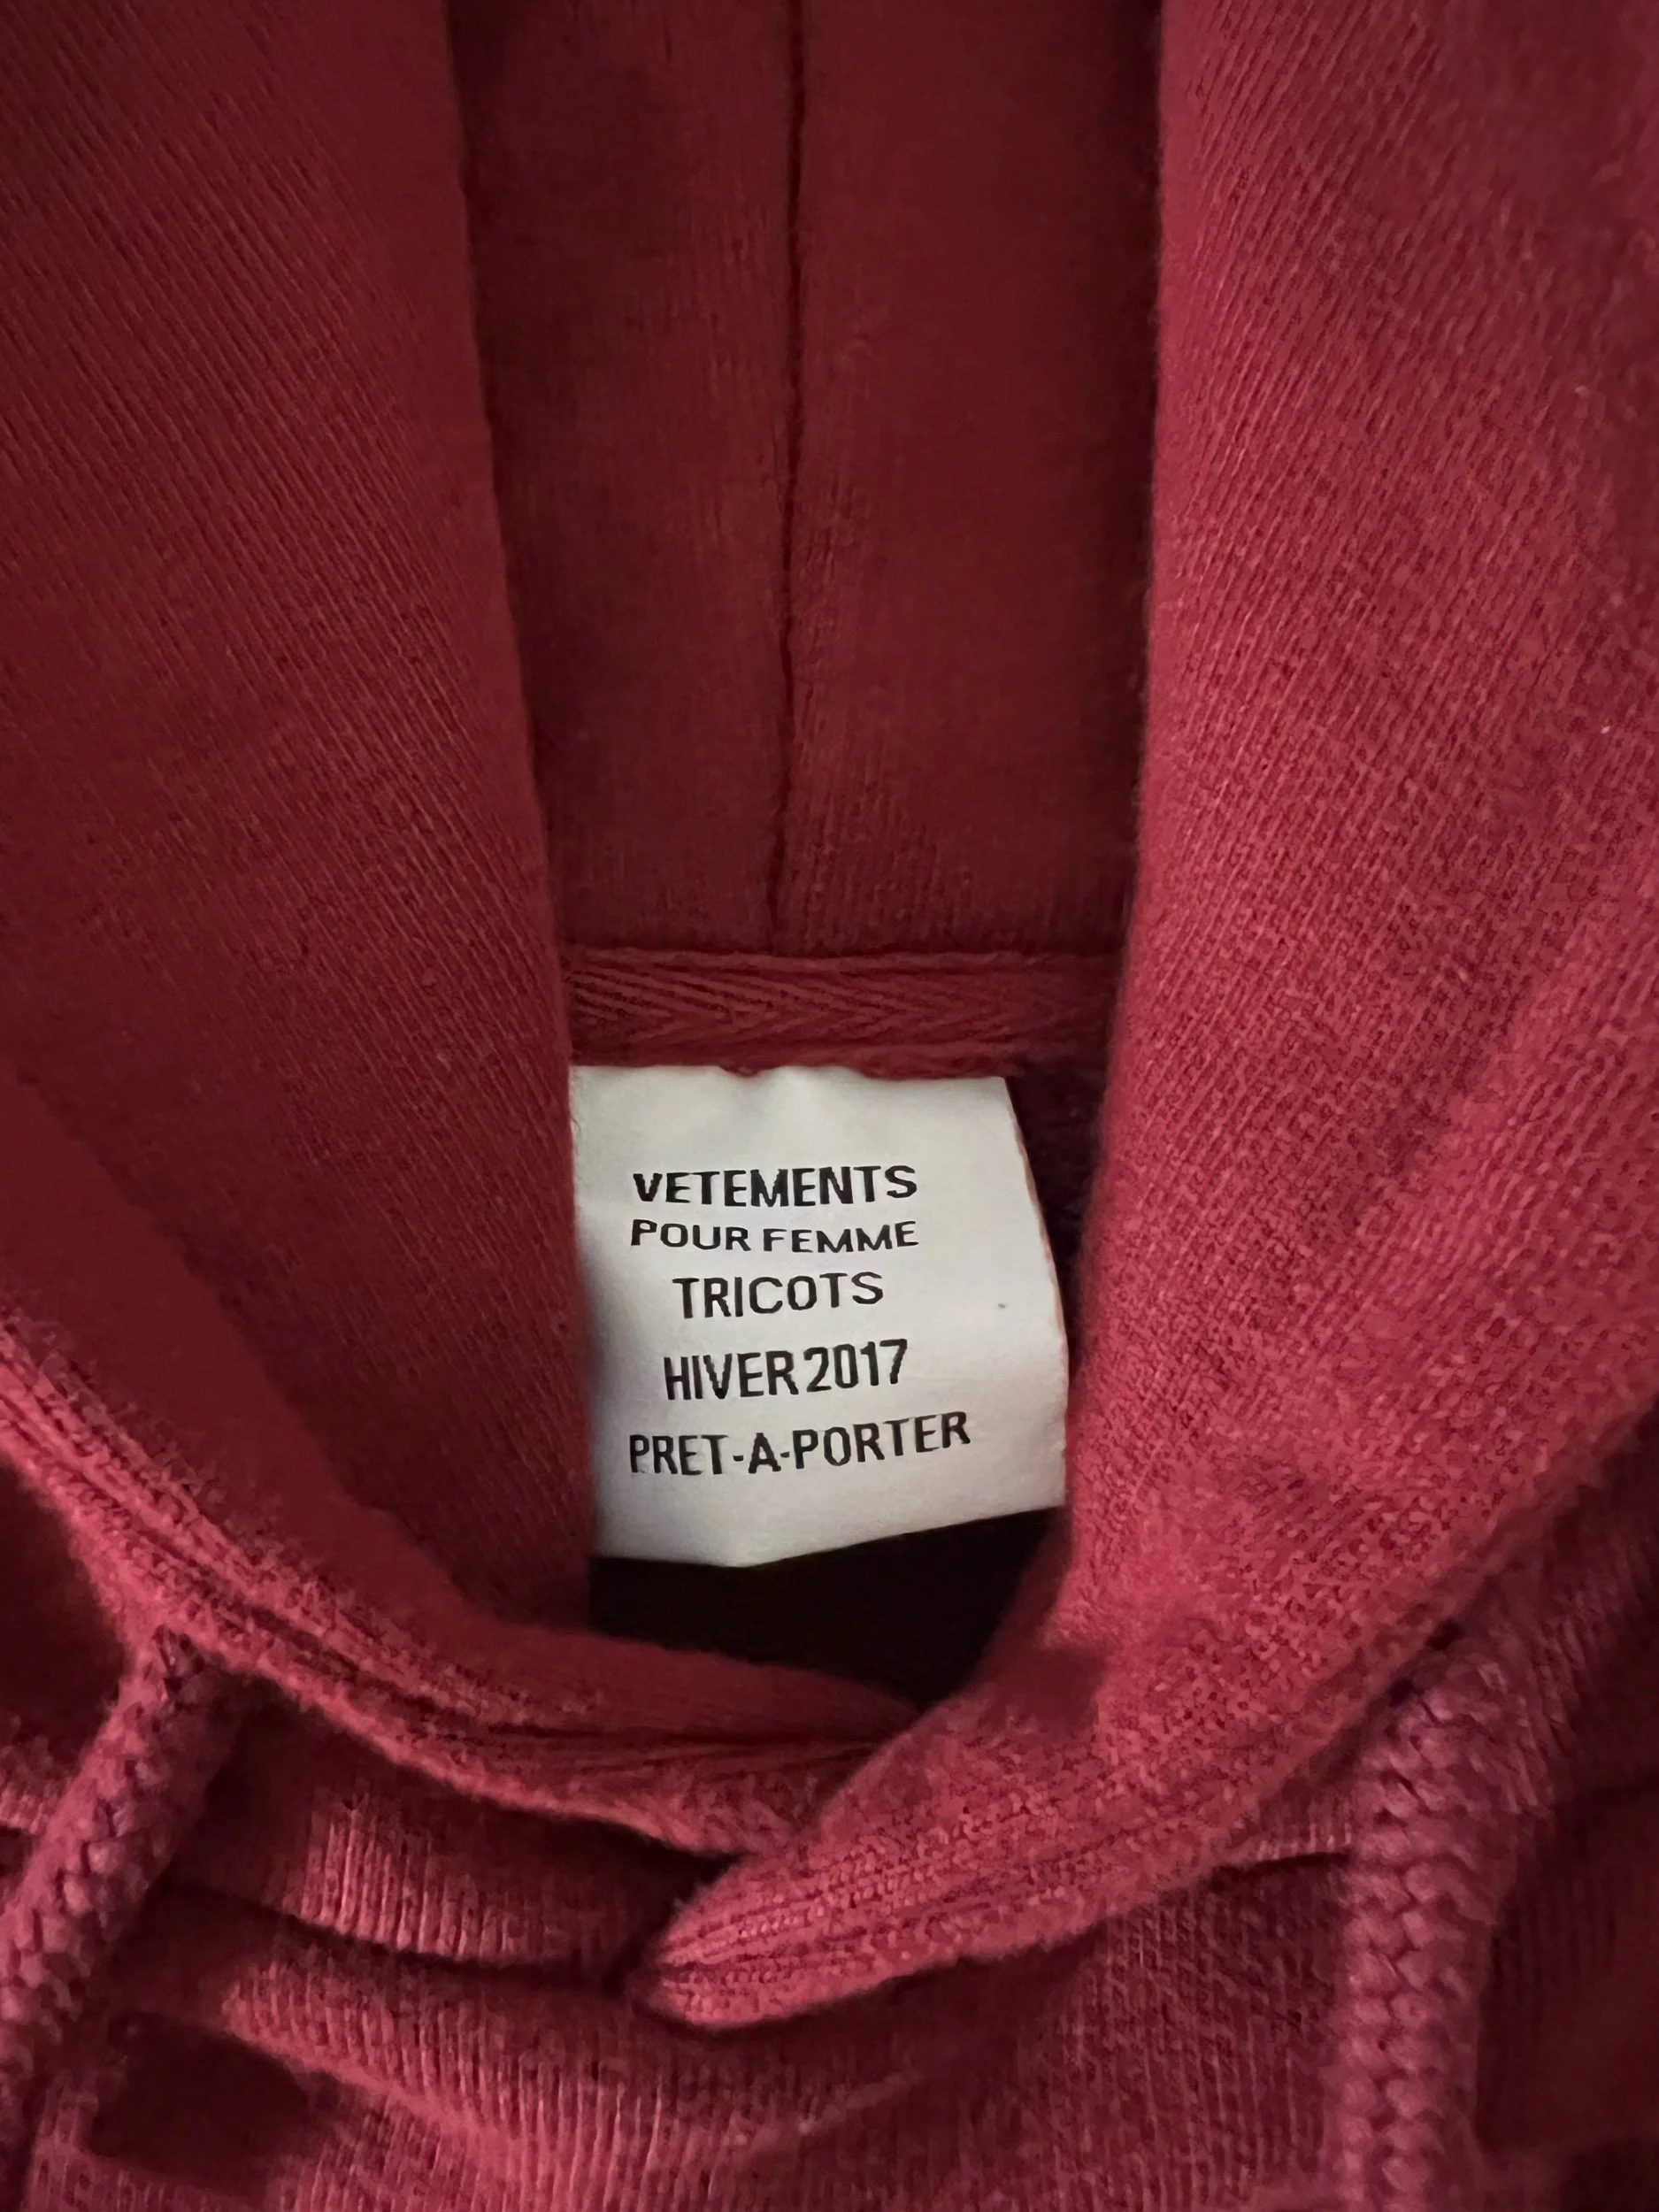 VETEMENTS
POUR FEMME
TRICOTS
HIVER 2017
PRET-A-PORTER